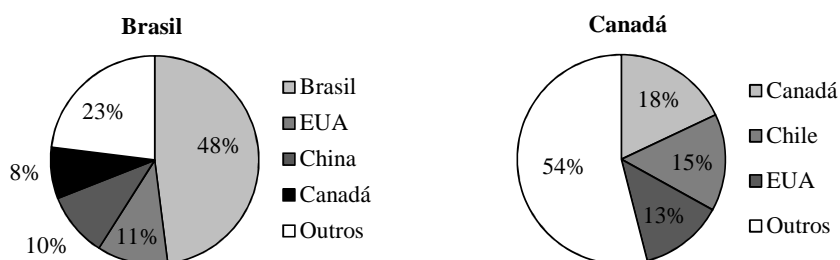 Brasil
48%
11%
10%
8%
23%
Brasil
EUA
China
Canadá
Outros
Canadá
18%
15%
13%
54%
Canadá
Chile
EUA
Outros